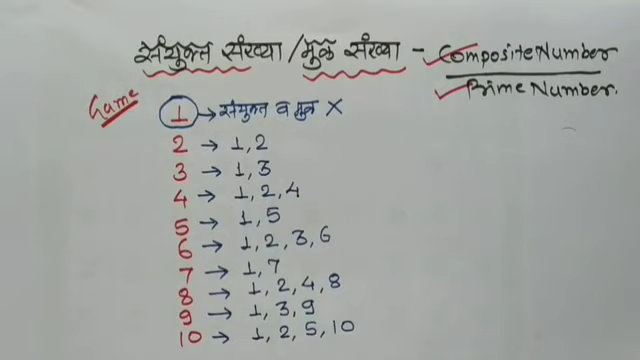 संयुक्त संख्या / मुळ संख्या - Composite Number
Prime Number.
Game
1 → संयुक्त व मुळ X
2 → 1, 2
3 → 1, 3
4 → 1, 2, 4
5 → 1, 5
6 → 1, 2, 3, 6
7 → 1, 7
8 → 1, 2, 4, 8
9 → 1, 3, 9
10 → 1, 2, 5, 10